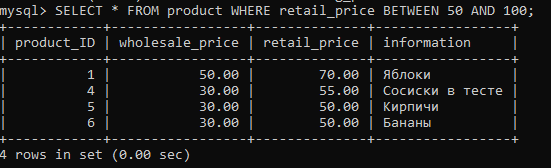 mysql> SELECT * FROM product WHERE retail_price BETWEEN 50 AND 100;
+------------+-----------------+--------------+------------------+
| product_ID | wholesale_price | retail_price | information      |
+------------+-----------------+--------------+------------------+
|          1 |           50.00 |        70.00 | Яблоки           |
|          4 |           30.00 |        55.00 | Сосиски в тесте  |
|          5 |           30.00 |        50.00 | Кирпичи          |
|          6 |           30.00 |        50.00 | Бананы           |
+------------+-----------------+--------------+------------------+
4 rows in set (0.00 sec)